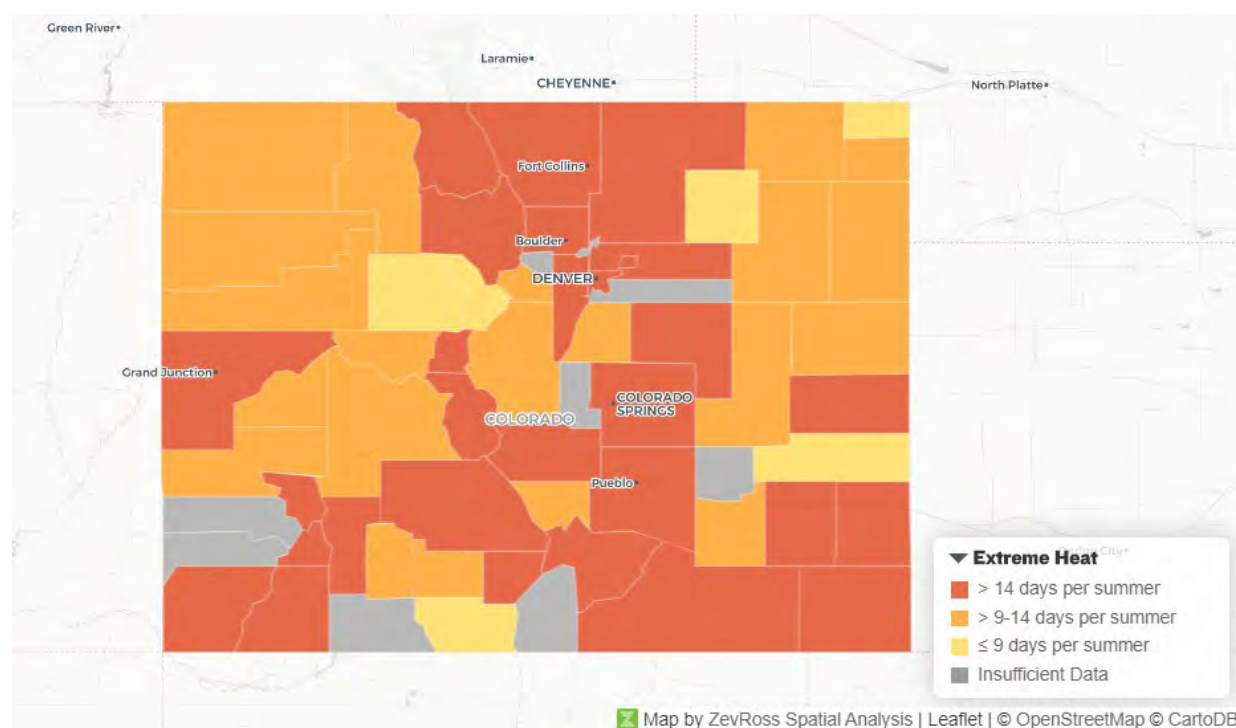 Green River
Laramie
CHEYENNE
North Platte
Fort Collins
Boulder
DENVER
Grand Junction
COLORADO
SPRINGS
COLORADO
Pueblo
Extreme Heat
City
> 14 days per summer
> 9-14 days per summer
≤ 9 days per summer
Insufficient Data
Map by ZevRoss Spatial Analysis | Leaflet | © OpenStreetMap © CartoDB